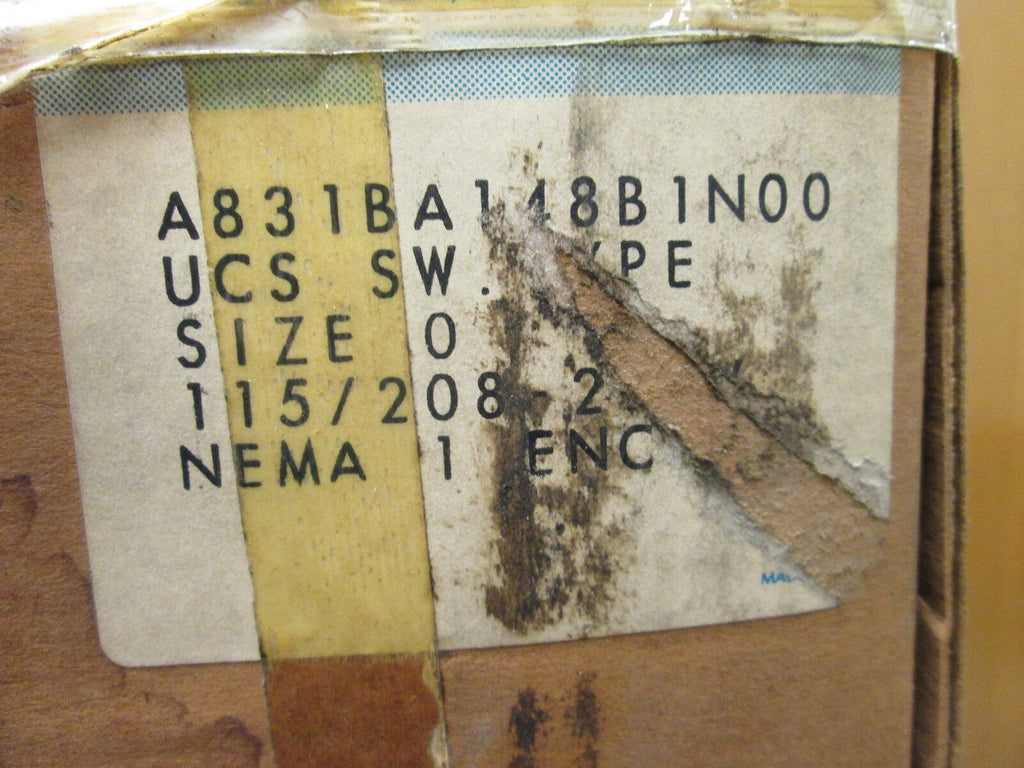 A831BA148B1N00
UCS SW. YPE
SIZE 0
115/208-2
NEMA 1 ENC